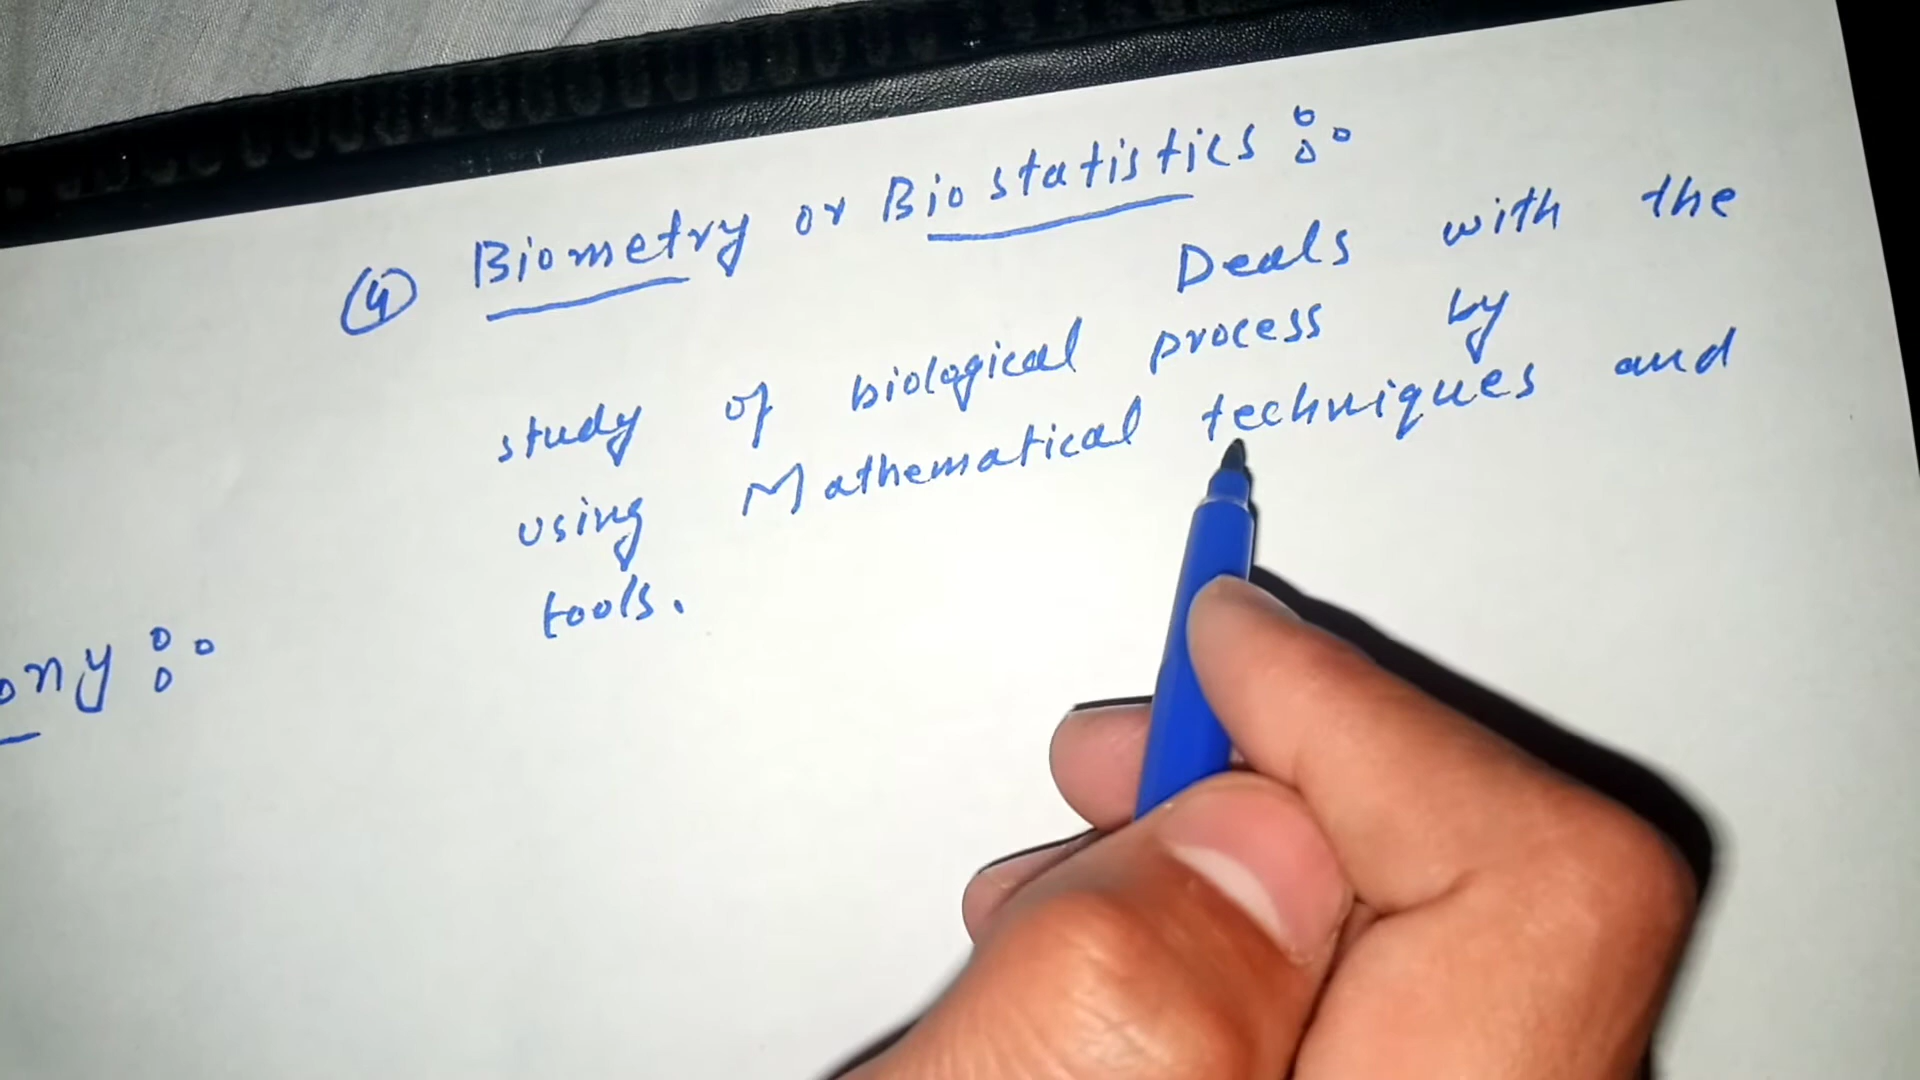 ④ Biometry or Biostatistics :-
Deals with the
study of biological process by
using Mathematical techniques and
tools.
ony :-